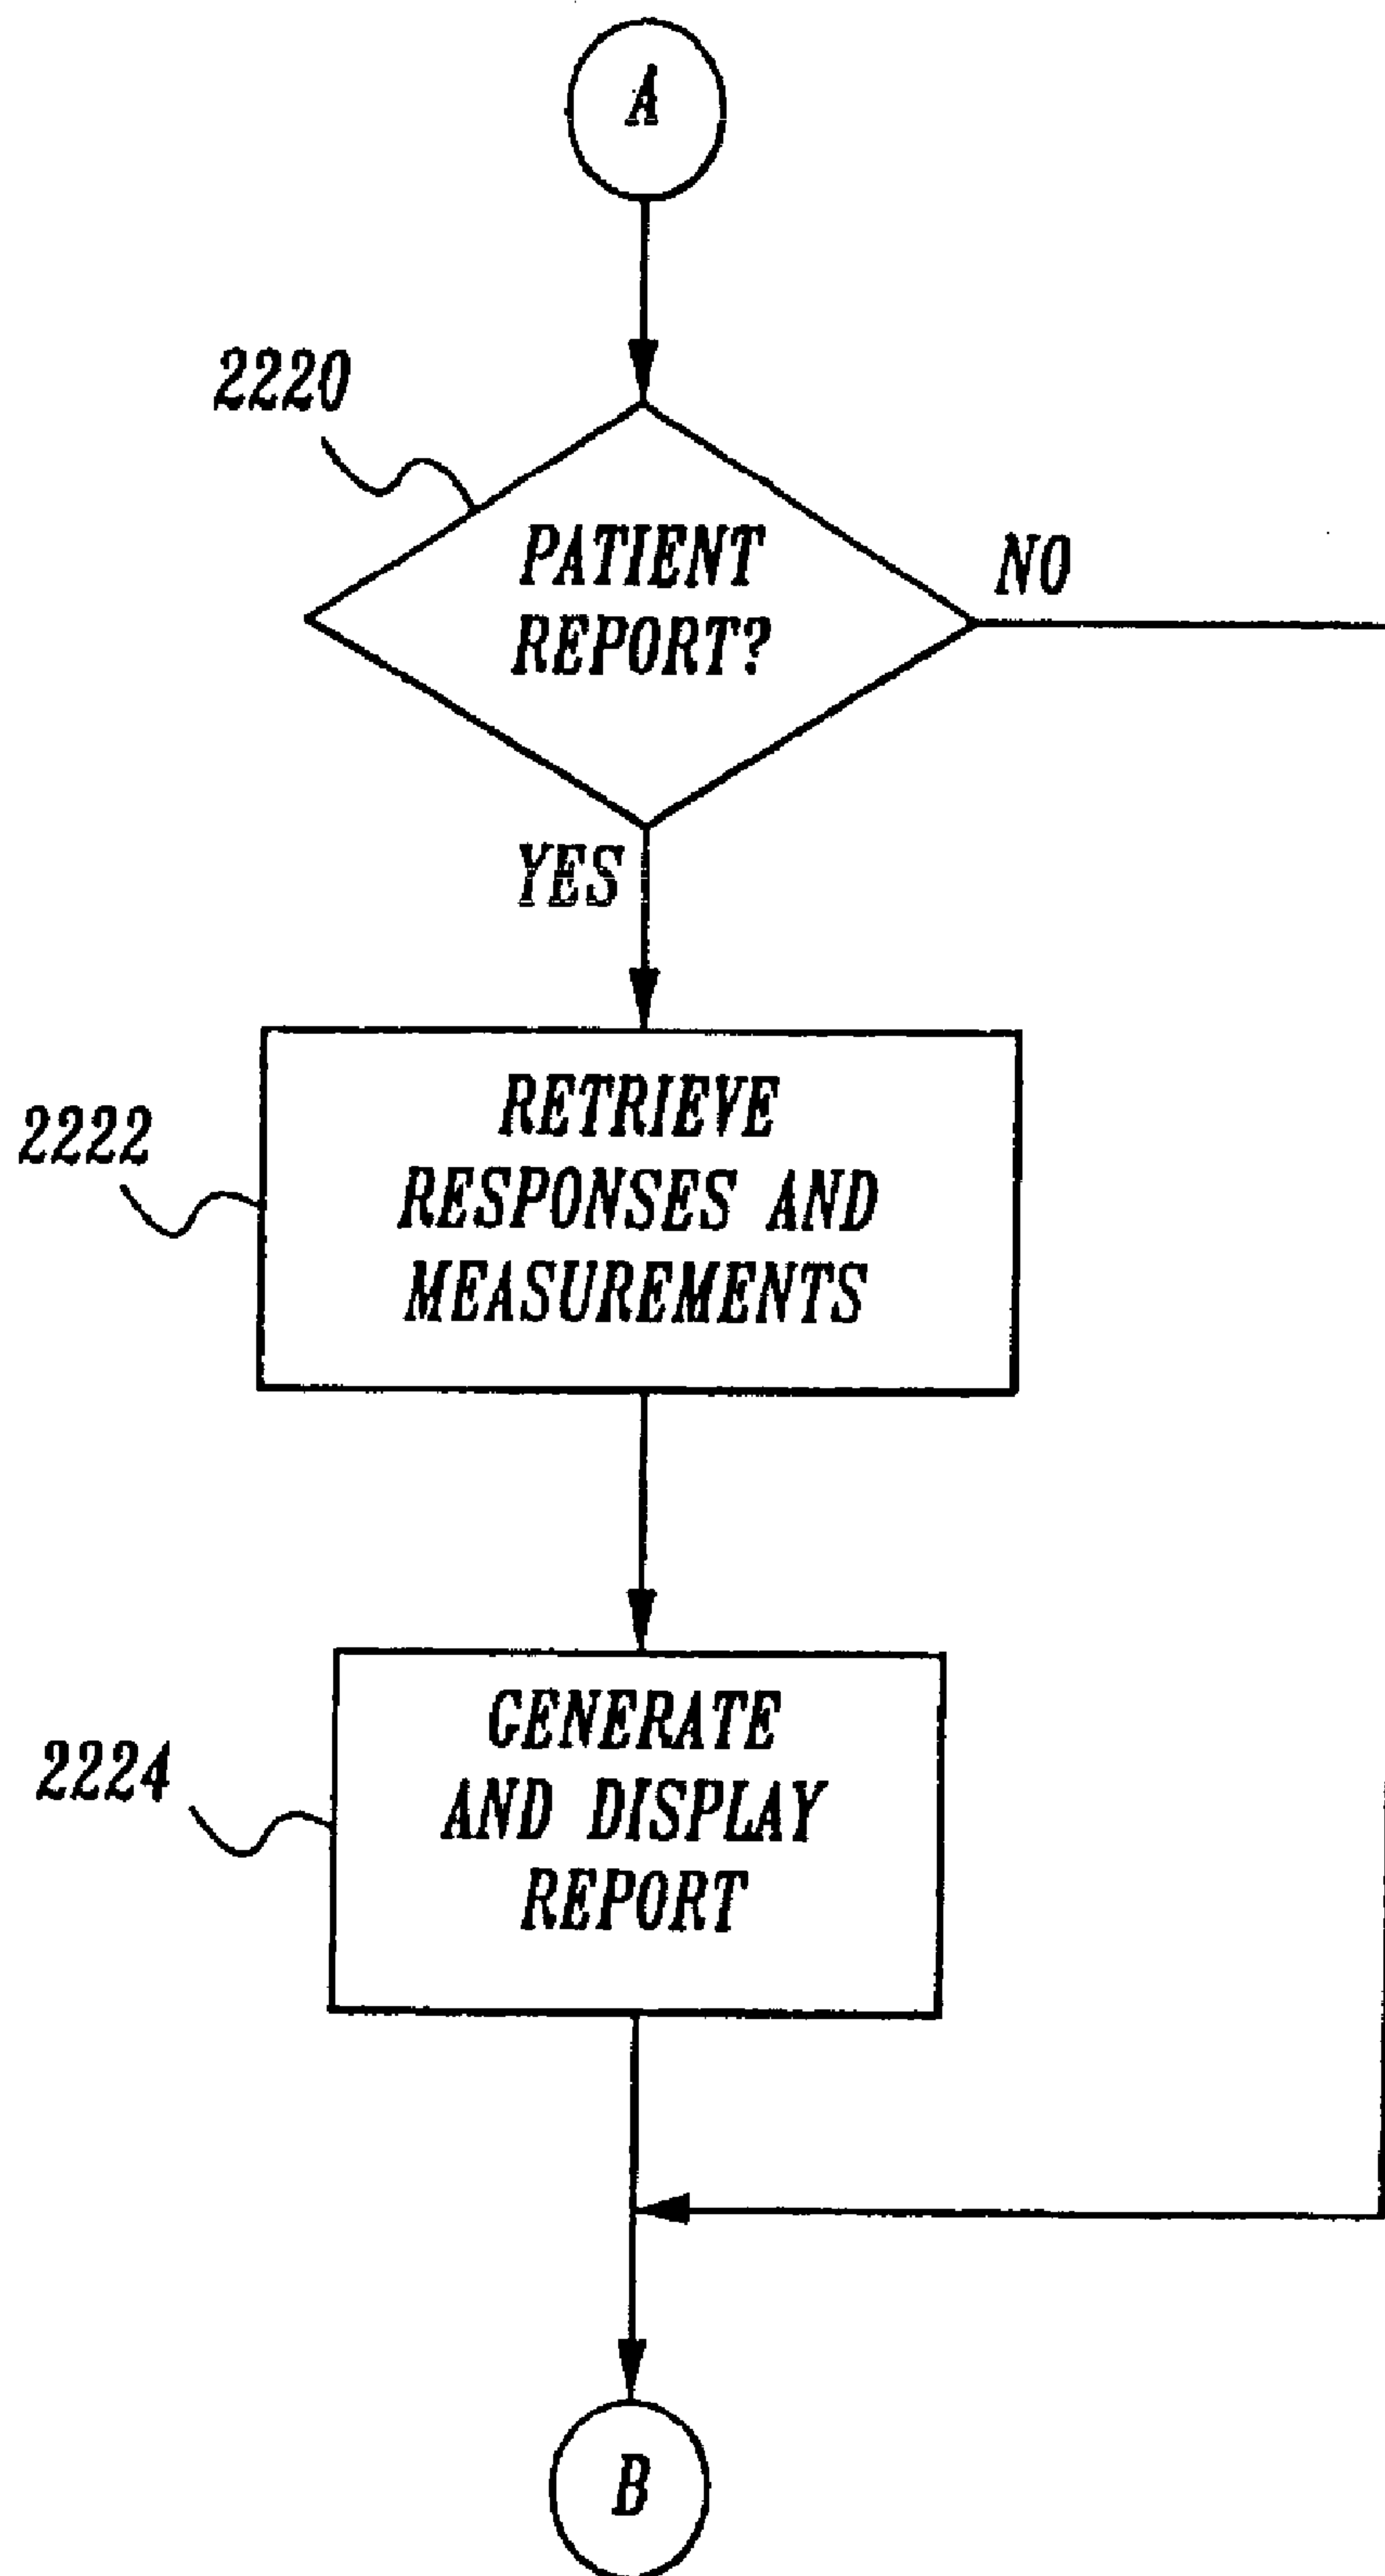 A
2220
PATIENT
REPORT?
NO
YES
2222
RETRIEVE
RESPONSES AND
MEASUREMENTS
2224
GENERATE
AND DISPLAY
REPORT
B